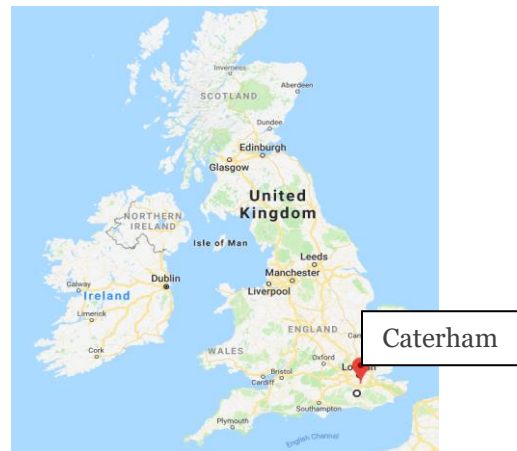 Inverness
Aberdeen
SCOTLAND
Dundee
Edinburgh
Glasgow
United
Kingdom
NORTHERN
IRELAND
Isle of Man
Leeds
Dublin
Manchester
Galway
Ireland
Liverpool
Limerick
ENGLAND
Caterham
Cork
WALES
Oxford
Bristol
Cardiff
Southampton
Plymouth
English Channel